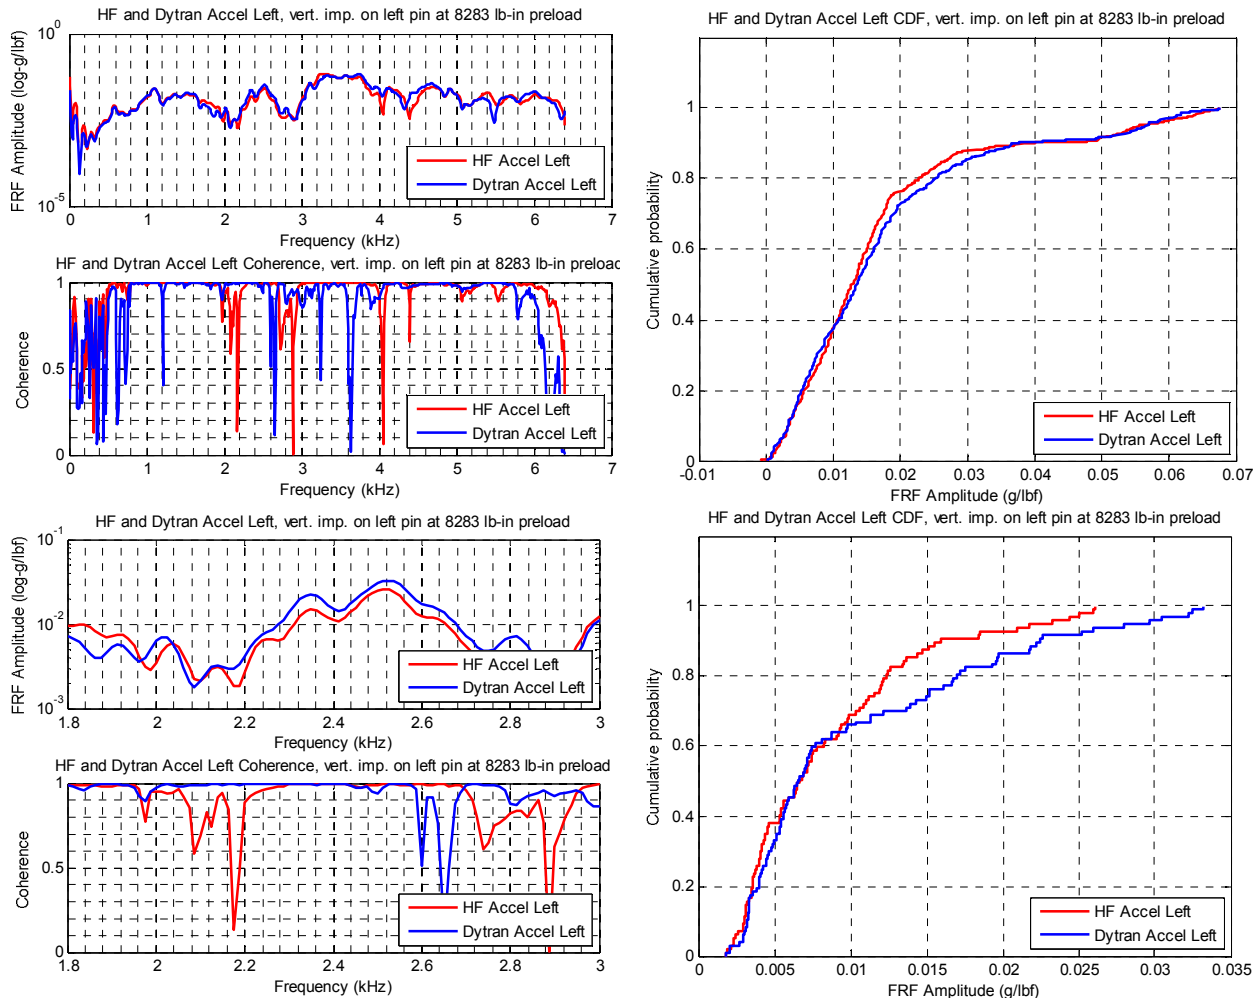 HF and Dytran Accel Left, vert. imp. on left pin at 8283 lb-in preload
FRF Amplitude (log-g/lbf)
10^0
10^-5
0 1 2 3 4 5 6 7
Frequency (kHz)
HF Accel Left
Dytran Accel Left
HF and Dytran Accel Left Coherence, vert. imp. on left pin at 8283 lb-in preload
Coherence
1
0.5
0
0 1 2 3 4 5 6 7
Frequency (kHz)
HF Accel Left
Dytran Accel Left
HF and Dytran Accel Left CDF, vert. imp. on left pin at 8283 lb-in preload
Cumulative probability
1
0.8
0.6
0.4
0.2
0
-0.01 0 0.01 0.02 0.03 0.04 0.05 0.06 0.07
FRF Amplitude (g/lbf)
HF Accel Left
Dytran Accel Left
HF and Dytran Accel Left, vert. imp. on left pin at 8283 lb-in preload
FRF Amplitude (log-g/lbf)
10^-1
10^-2
10^-3
1.8 2 2.2 2.4 2.6 2.8 3
Frequency (kHz)
HF Accel Left
Dytran Accel Left
HF and Dytran Accel Left Coherence, vert. imp. on left pin at 8283 lb-in preload
Coherence
1
0.5
0
1.8 2 2.2 2.4 2.6 2.8 3
Frequency (kHz)
HF Accel Left
Dytran Accel Left
HF and Dytran Accel Left CDF, vert. imp. on left pin at 8283 lb-in preload
Cumulative probability
1
0.8
0.6
0.4
0.2
0
0 0.005 0.01 0.015 0.02 0.025 0.03 0.035
FRF Amplitude (g/lbf)
HF Accel Left
Dytran Accel Left